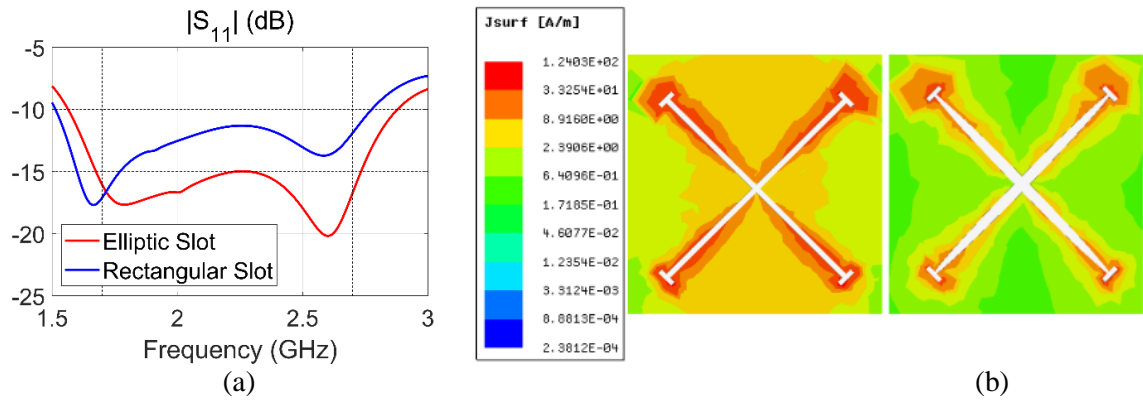 |S11| (dB)
-5
-10
-15
-20
-25
Elliptic Slot
Rectangular Slot
1.5
2
2.5
3
Frequency (GHz)
(a)
Jsurf [A/m]
1.2403E+02
3.3254E+01
8.9160E+00
2.3906E+00
6.4096E-01
1.7185E-01
4.6077E-02
1.2354E-02
3.3124E-03
8.8813E-04
2.3812E-04
(b)